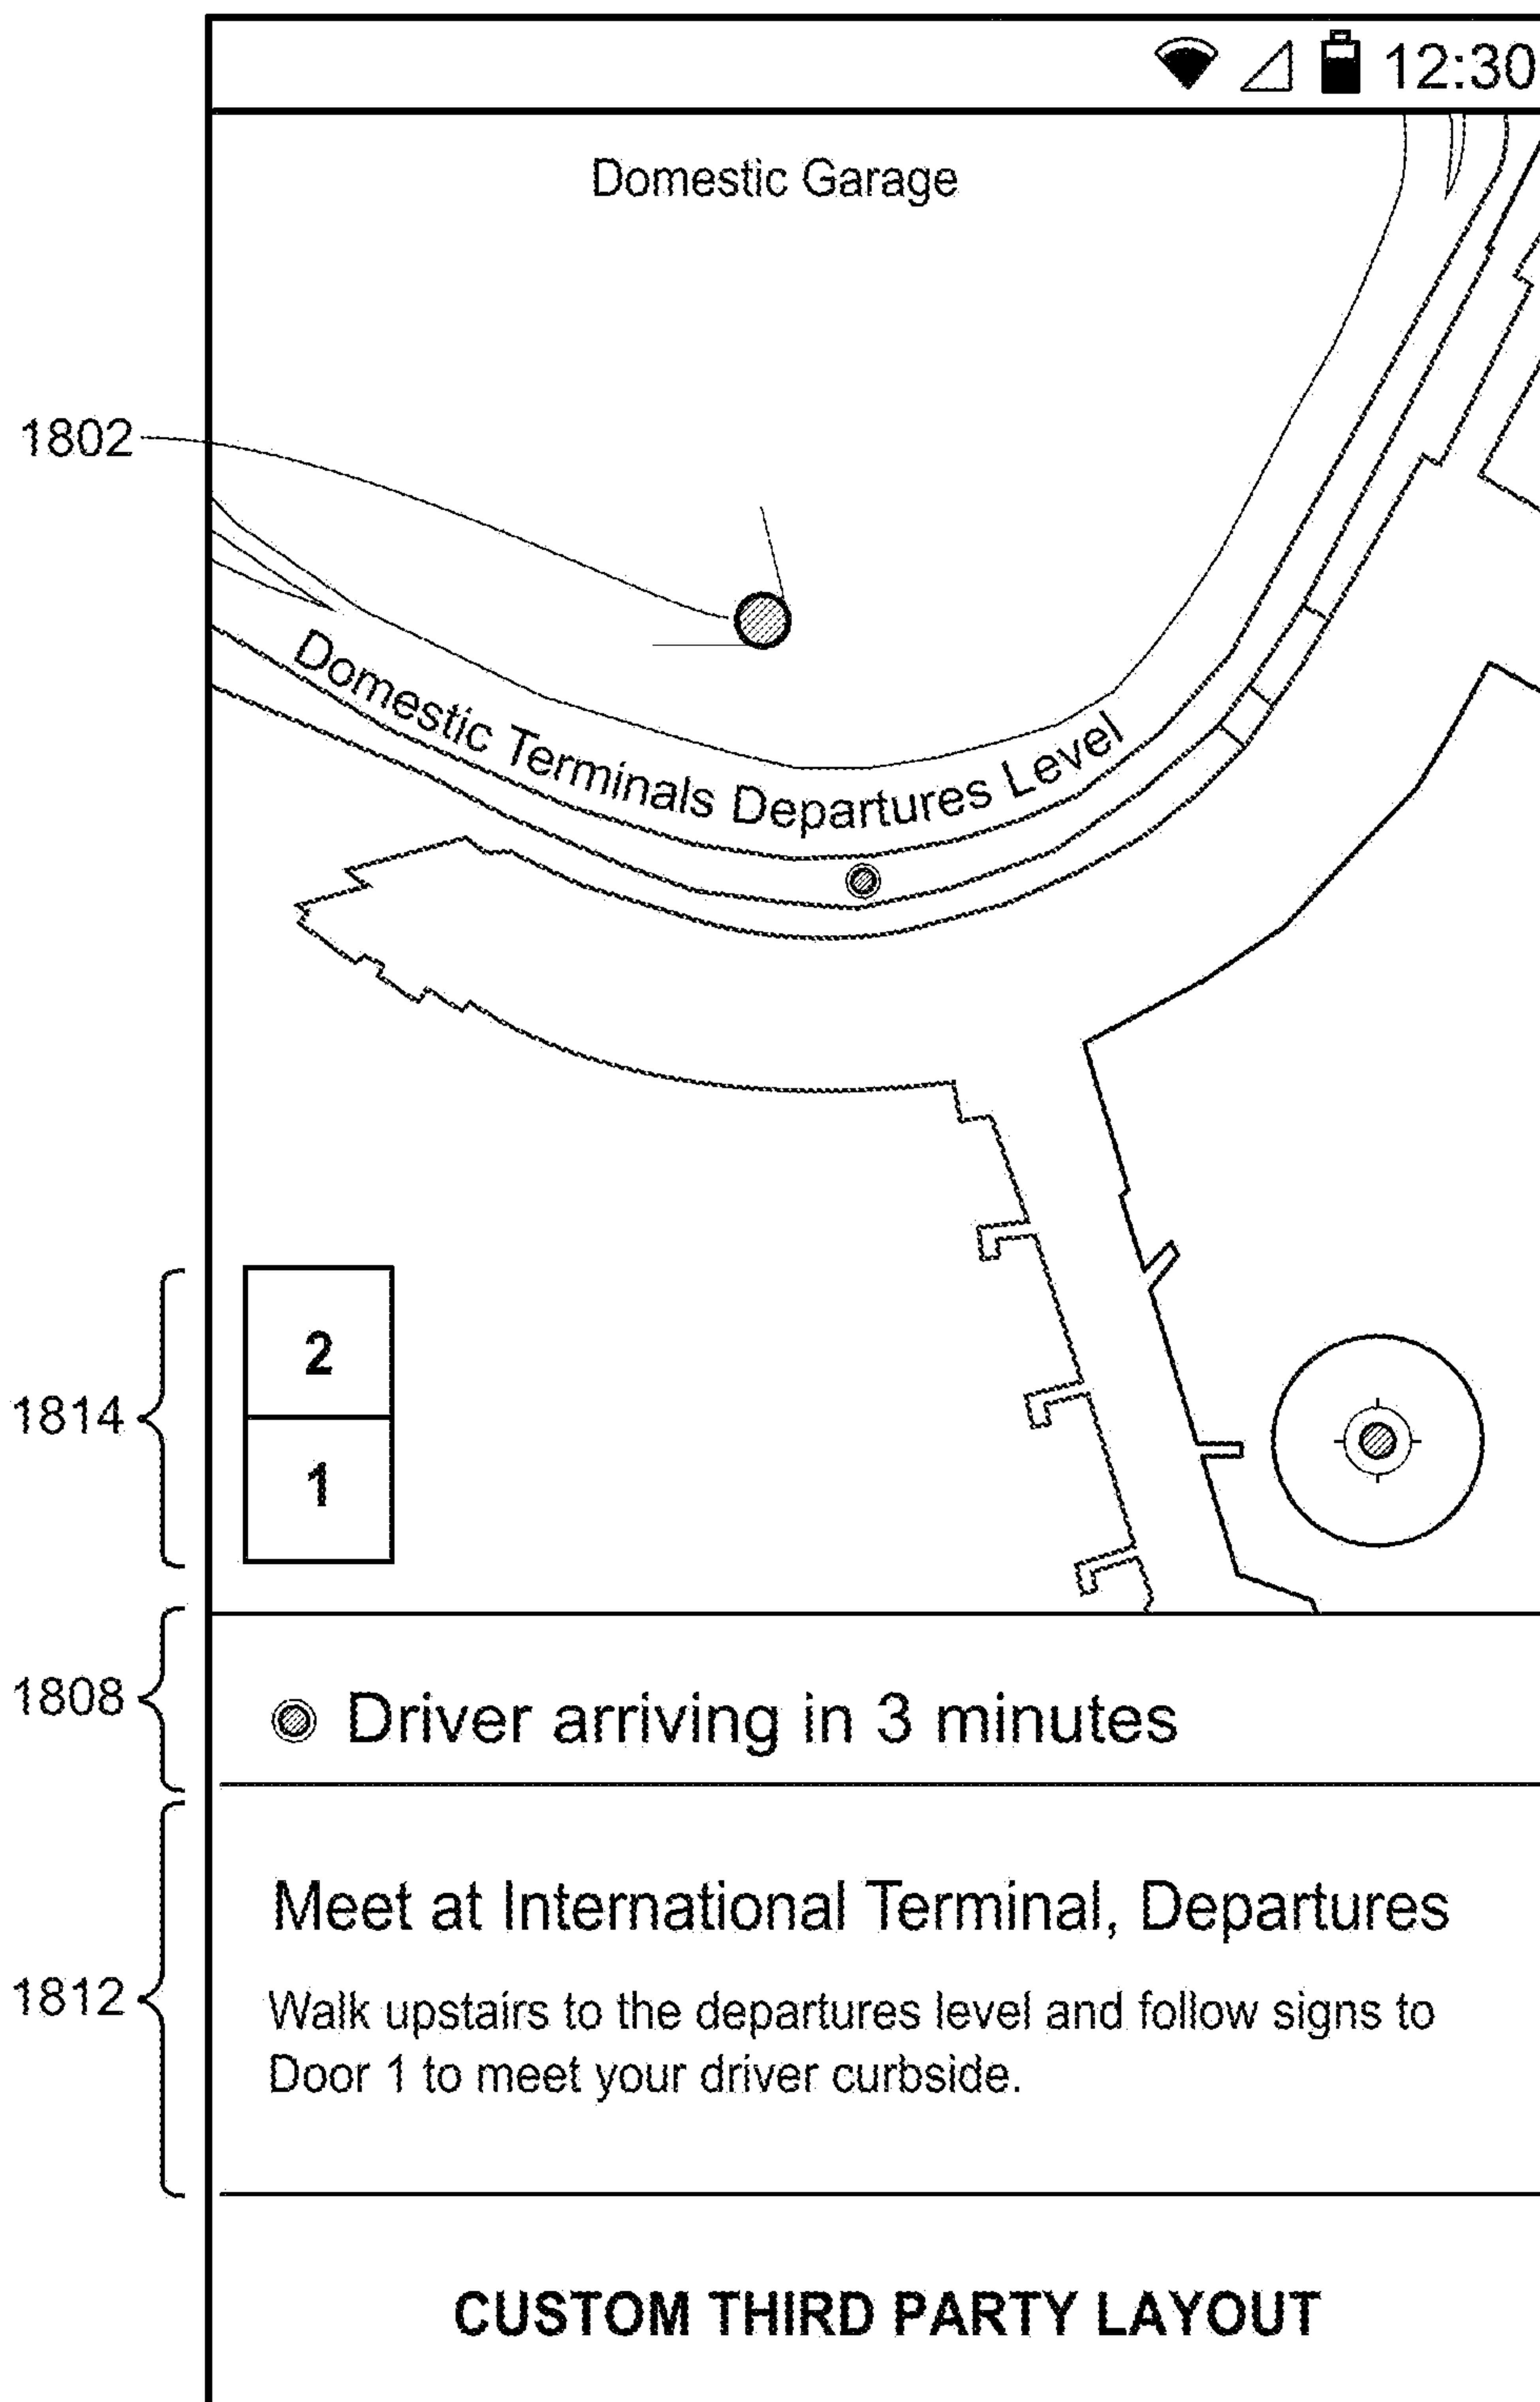 12:30
Domestic Garage
1802
Domestic Terminals Departures Level
2
1814
1
1808
Driver arriving in 3 minutes
Meet at International Terminal, Departures
1812
Walk upstairs to the departures level and follow signs to
Door 1 to meet your driver curbside.
CUSTOM THIRD PARTY LAYOUT